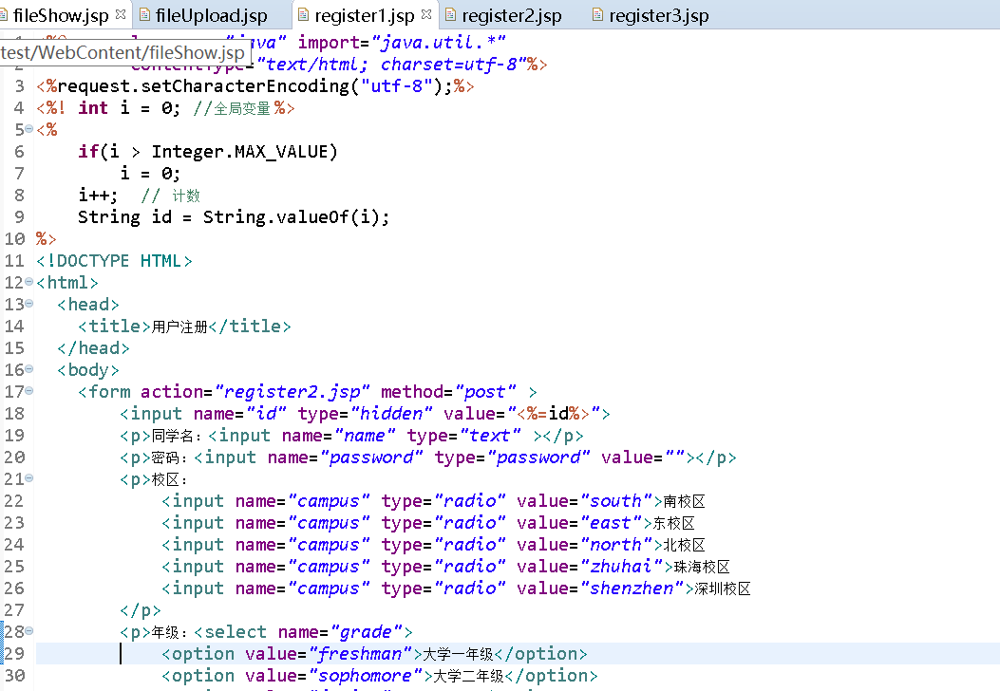 fileShow.jsp fileUpload.jsp register1.jsp register2.jsp register3.jsp
"java" import="java.util.*"
test/WebContent/fileShow.jsp
"text/html; charset=utf-8"%>
3 <%request.setCharacterEncoding("utf-8");%>
4 <%! int i = 0; //全局变量%>
5 <%
6 if(i > Integer.MAX_VALUE)
7 i = 0;
8 i++; // 计数
9 String id = String.valueOf(i);
10 %>
11 <!DOCTYPE HTML>
12 <html>
13 <head>
14 <title>用户注册</title>
15 </head>
16 <body>
17 <form action="register2.jsp" method="post" >
18 <input name="id" type="hidden" value="<%=id%>">
19 <p>同学名：<input name="name" type="text" ></p>
20 <p>密码：<input name="password" type="password" value=""></p>
21 <p>校区：
22 <input name="campus" type="radio" value="south">南校区
23 <input name="campus" type="radio" value="east">东校区
24 <input name="campus" type="radio" value="north">北校区
25 <input name="campus" type="radio" value="zhuhai">珠海校区
26 <input name="campus" type="radio" value="shenzhen">深圳校区
27 </p>
28 <p>年级：<select name="grade">
29 <option value="freshman">大学一年级</option>
30 <option value="sophomore">大学二年级</option>